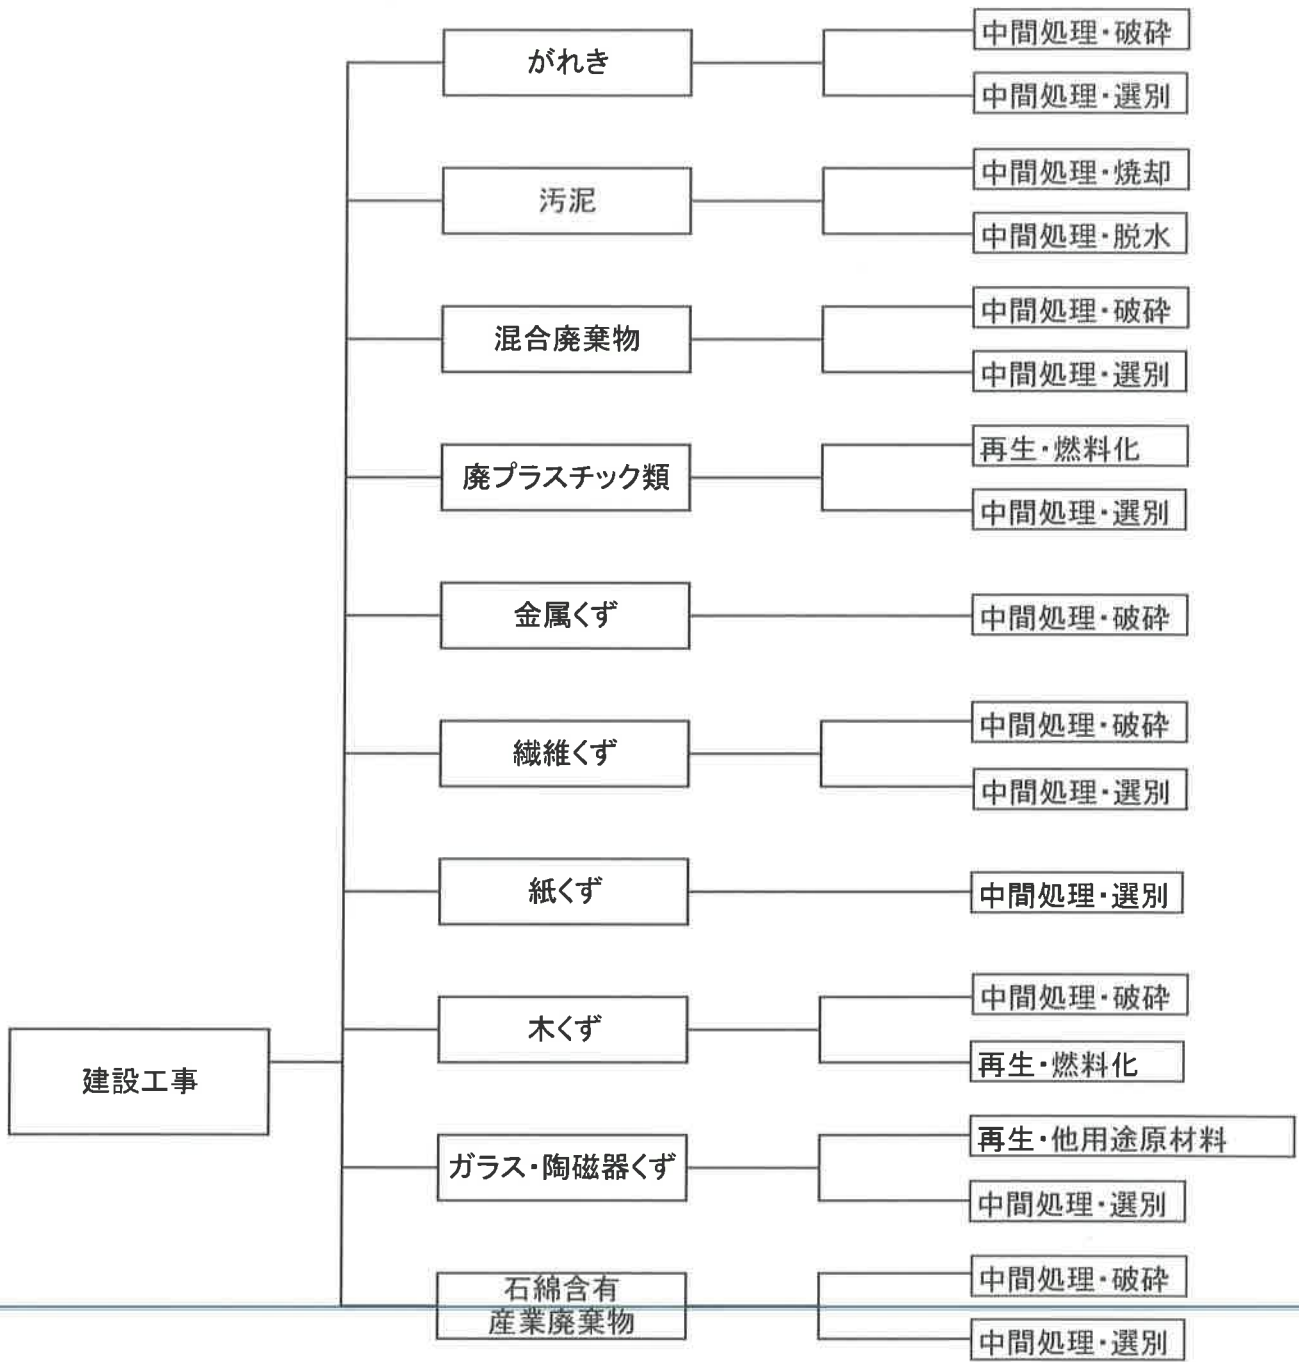 がれき
中間処理・破砕
中間処理・選別
汚泥
中間処理・焼却
中間処理・脱水
混合廃棄物
中間処理・破砕
中間処理・選別
廃プラスチック類
再生・燃料化
中間処理・選別
金属くず
中間処理・破砕
繊維くず
中間処理・破砕
中間処理・選別
紙くず
中間処理・選別
建設工事
木くず
中間処理・破砕
再生・燃料化
ガラス・陶磁器くず
再生・他用途原材料
中間処理・選別
石綿含有
産業廃棄物
中間処理・破砕
中間処理・選別